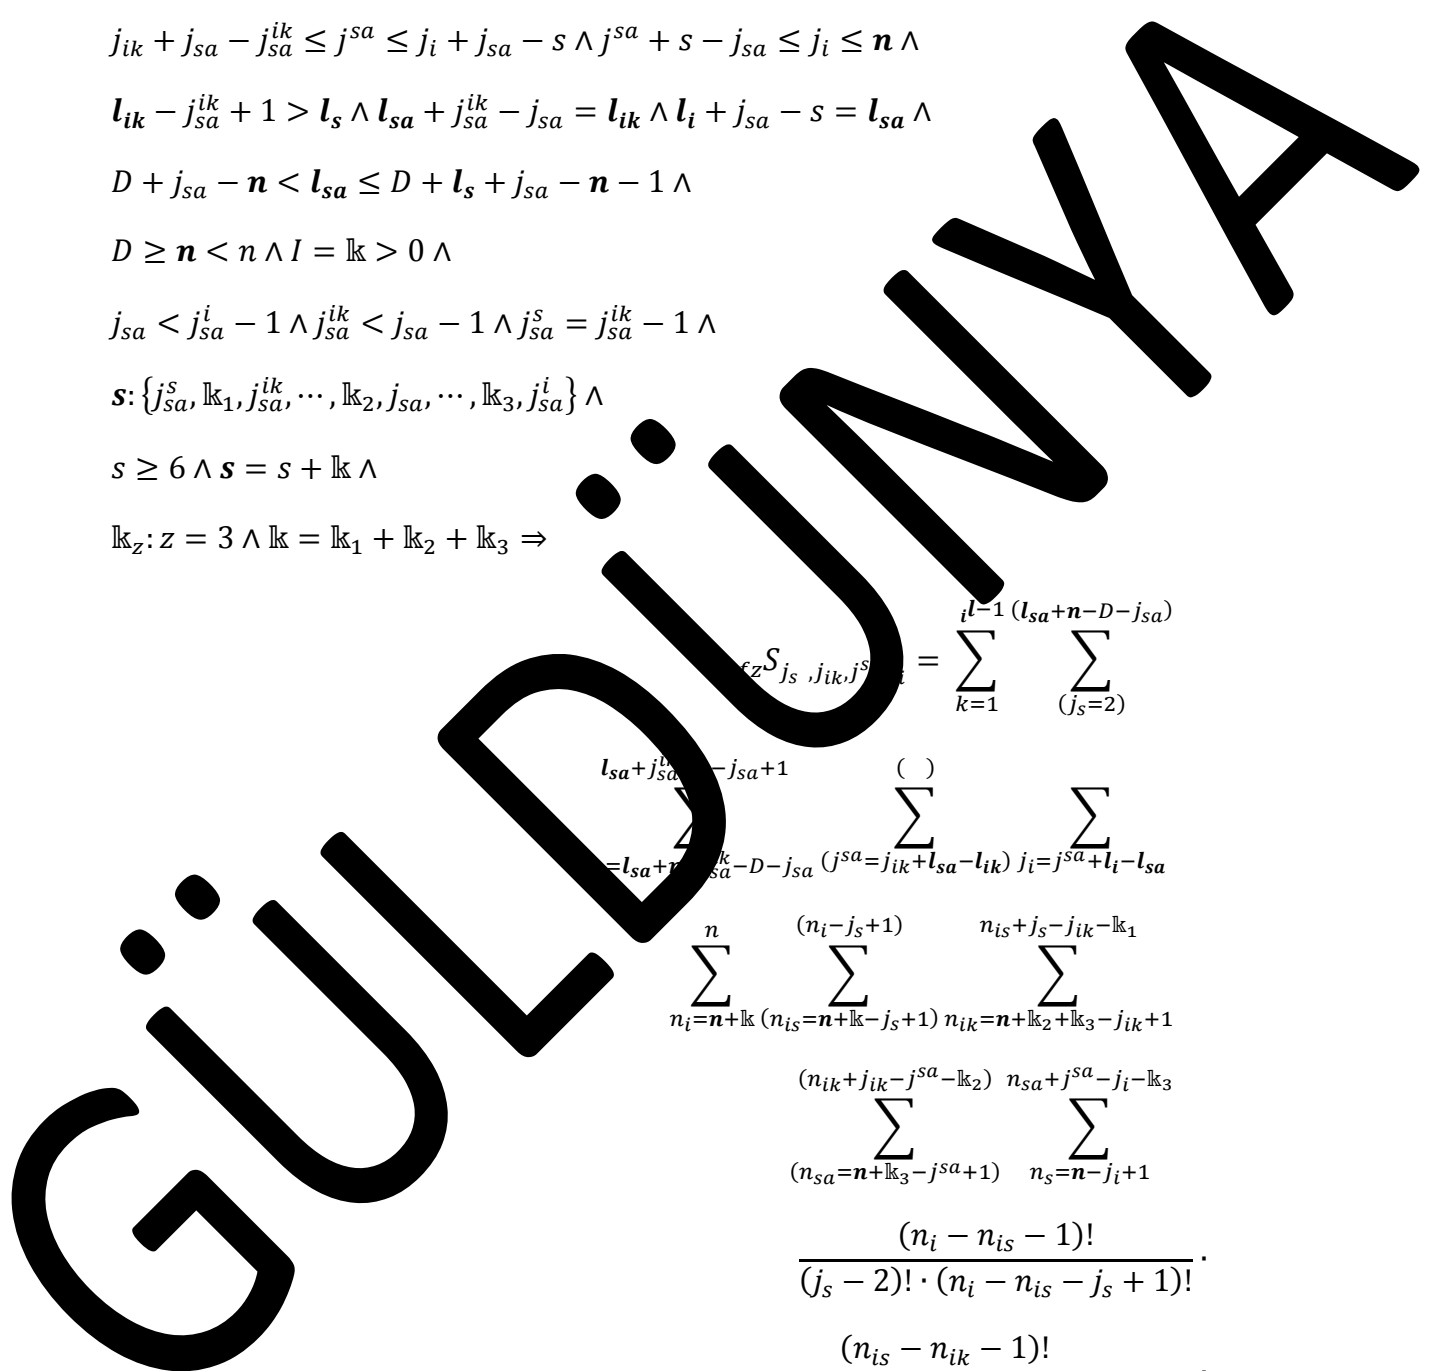 j_{ik} + j_{sa} − j_{sa}^{ik} ≤ j^{sa} ≤ j_i + j_{sa} − s ∧ j^{sa} + s − j_{sa} ≤ j_i ≤ n ∧
l_{ik} − j_{sa}^{ik} + 1 > l_s ∧ l_{sa} + j_{sa}^{ik} − j_{sa} = l_{ik} ∧ l_i + j_{sa} − s = l_{sa} ∧
D + j_{sa} − n < l_{sa} ≤ D + l_s + j_{sa} − n − 1 ∧
D ≥ n < n ∧ I = 𝕜 > 0 ∧
j_{sa} < j_{sa}^{i} − 1 ∧ j_{sa}^{ik} < j_{sa} − 1 ∧ j_{sa}^{s} = j_{sa}^{ik} − 1 ∧
s: {j_{sa}^{s}, 𝕜_1, j_{sa}^{ik}, ⋯ , 𝕜_2, j_{sa}, ⋯ , 𝕜_3, j_{sa}^{i}} ∧
s ≥ 6 ∧ s = s + 𝕜 ∧
𝕜_z: z = 3 ∧ 𝕜 = 𝕜_1 + 𝕜_2 + 𝕜_3 ⇒
S_{j_s ,j_{ik},j^{s} = ∑_{k=1}^{_il−1} ∑_{(j_s=2)}^{(l_{sa}+n−D−j_{sa})}
∑ ∑_{(j^{sa}=j_{ik}+l_{sa}−l_{ik})}^{( )} ∑_{j_i=j^{sa}+l_i−l_{sa}}
∑_{n_i=n+𝕜}^{n} ∑_{(n_{is}=n+𝕜−j_s+1)}^{(n_i−j_s+1)} ∑_{n_{ik}=n+𝕜_2+𝕜_3−j_{ik}+1}^{n_{is}+j_s−j_{ik}−𝕜_1}
∑_{(n_{sa}=n+𝕜_3−j^{sa}+1)}^{(n_{ik}+j_{ik}−j^{sa}−𝕜_2)} ∑_{n_s=n−j_i+1}^{n_{sa}+j^{sa}−j_i−𝕜_3}
(n_i − n_{is} − 1)!
(j_s − 2)! · (n_i − n_{is} − j_s + 1)! ·
(n_{is} − n_{ik} − 1)!
GÜLDÜNYA